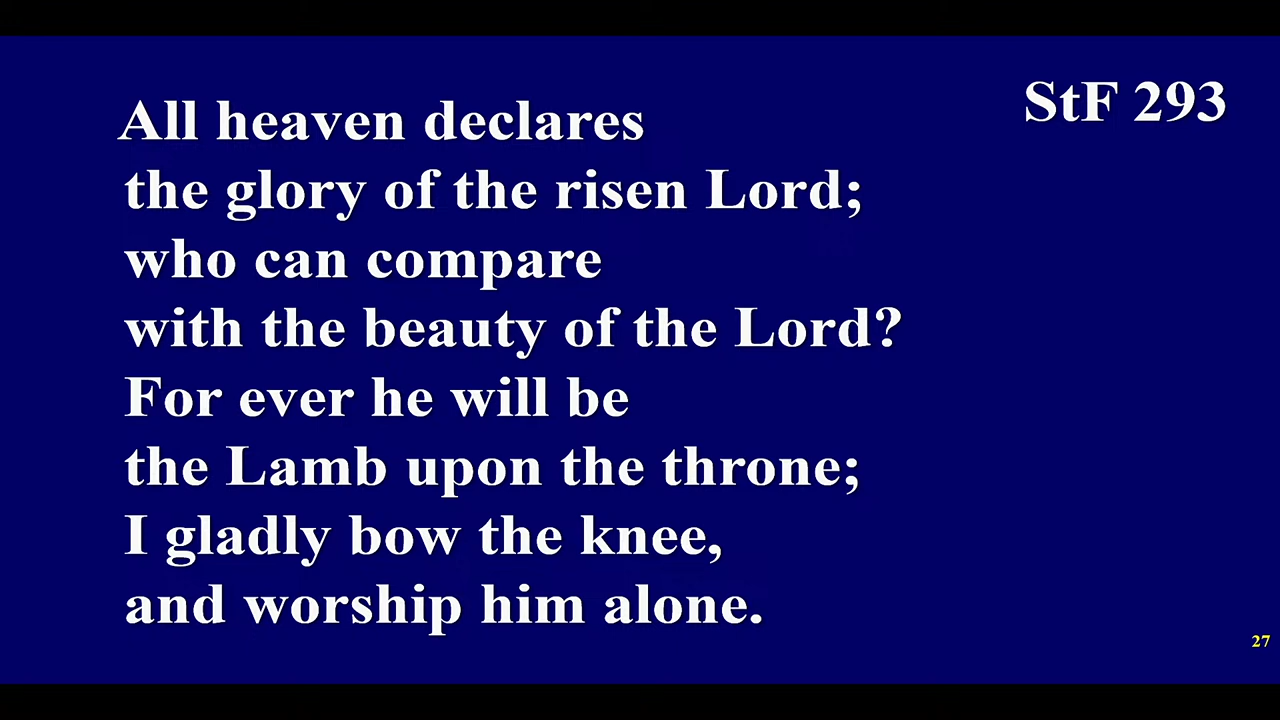 StF 293
All heaven declares
the glory of the risen Lord;
who can compare
with the beauty of the Lord?
For ever he will be
the Lamb upon the throne;
I gladly bow the knee,
and worship him alone.
27